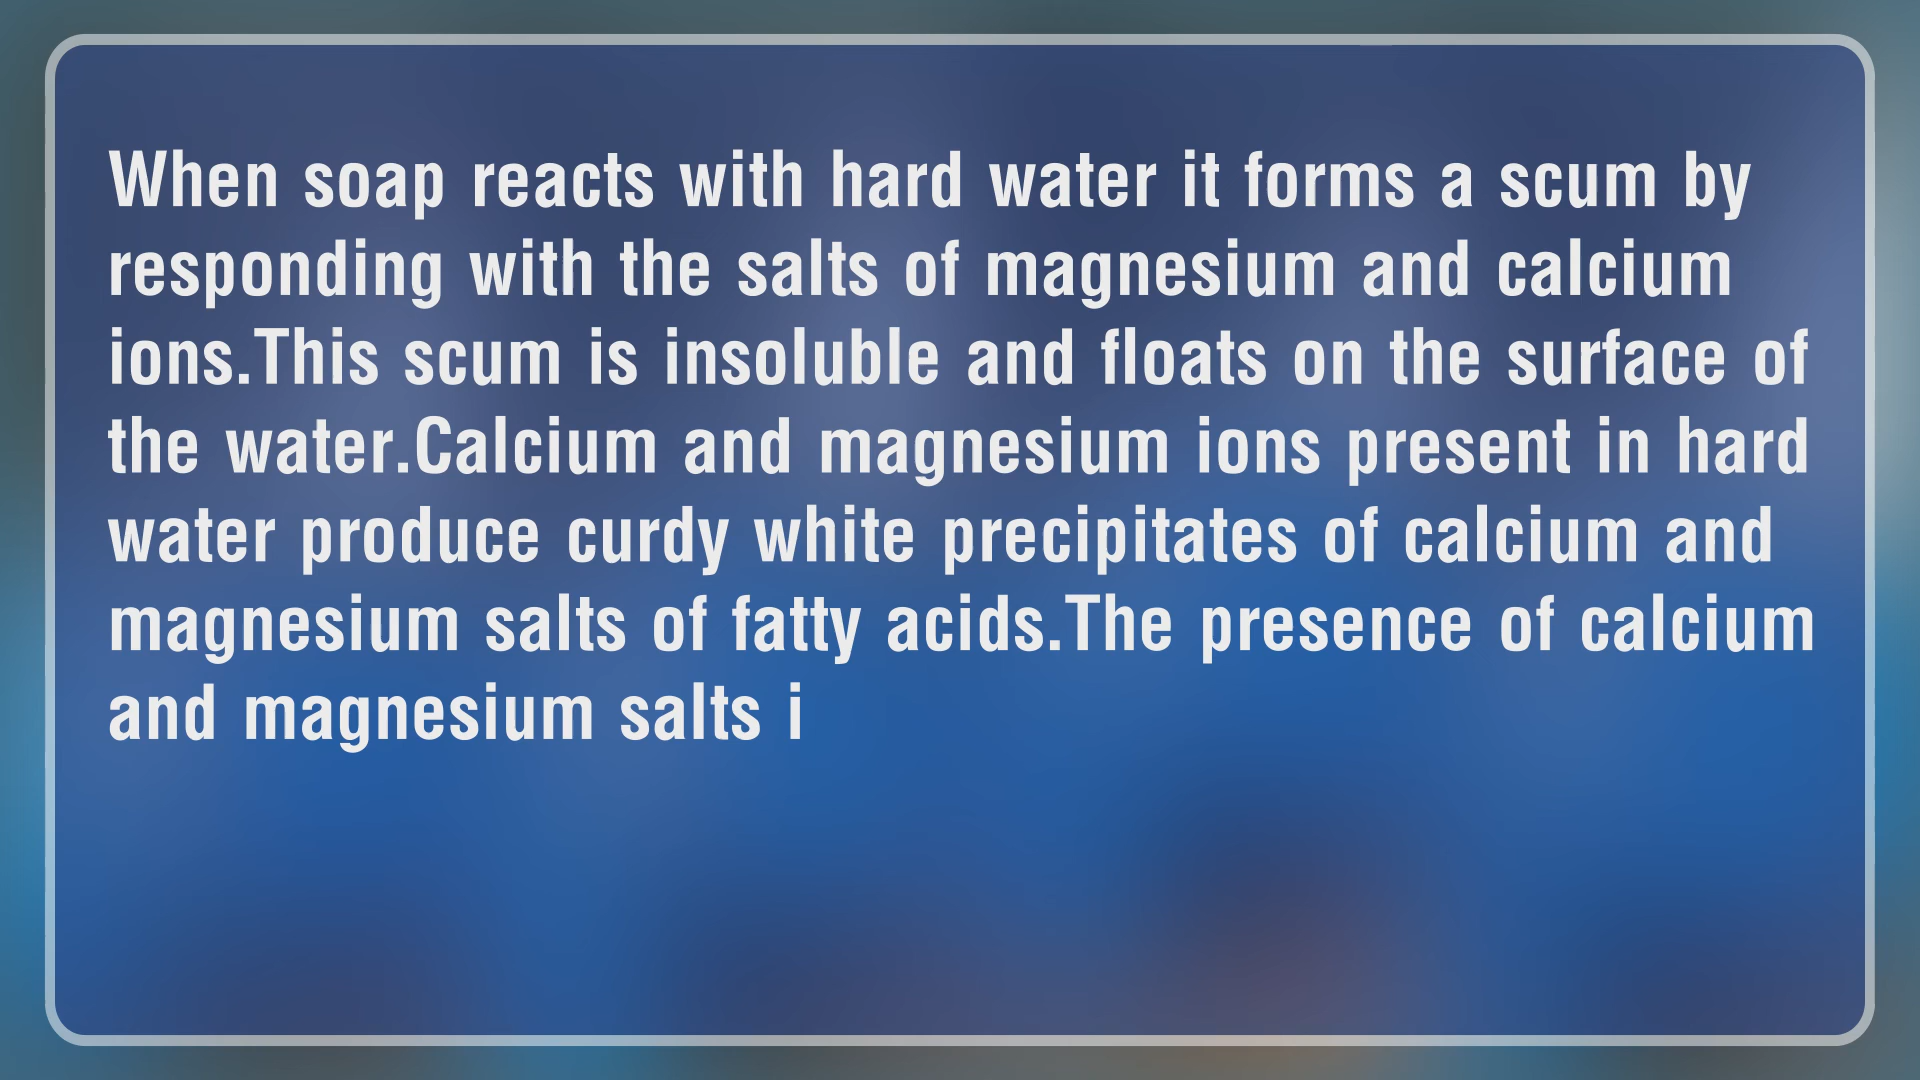 When soap reacts with hard water it forms a scum by
responding with the salts of magnesium and calcium
ions.This scum is insoluble and floats on the surface of
the water.Calcium and magnesium ions present in hard
water produce curdy white precipitates of calcium and
magnesium salts of fatty acids.The presence of calcium
and magnesium salts i